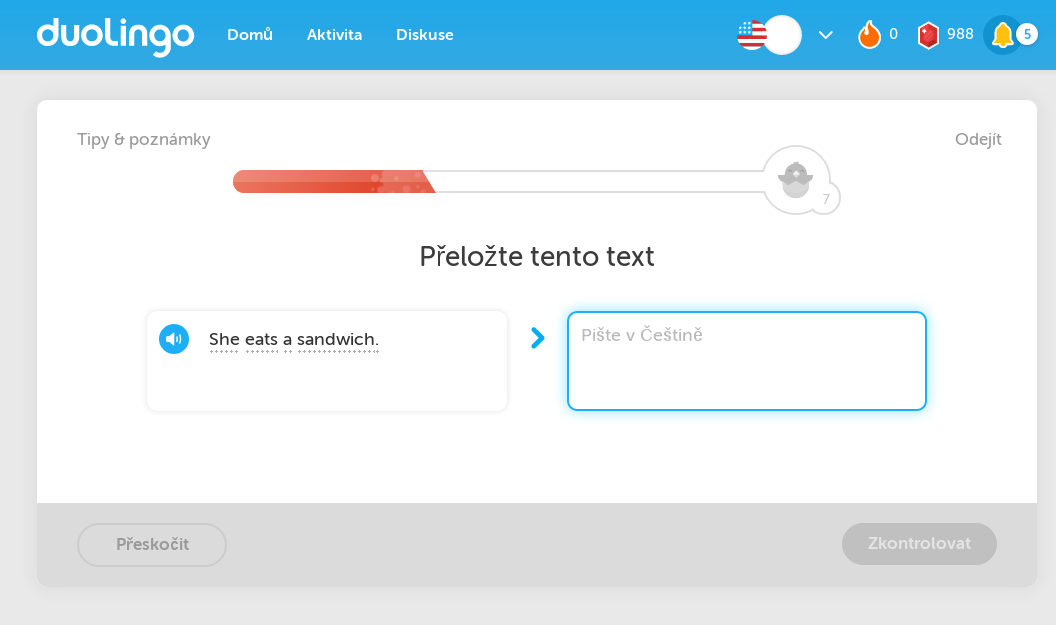 duolingo Domů Aktivita Diskuse 0 988 5
Tipy & poznámky Odejít
7
Přeložte tento text
She eats a sandwich. Pište v Češtině
Přeskočit Zkontrolovat